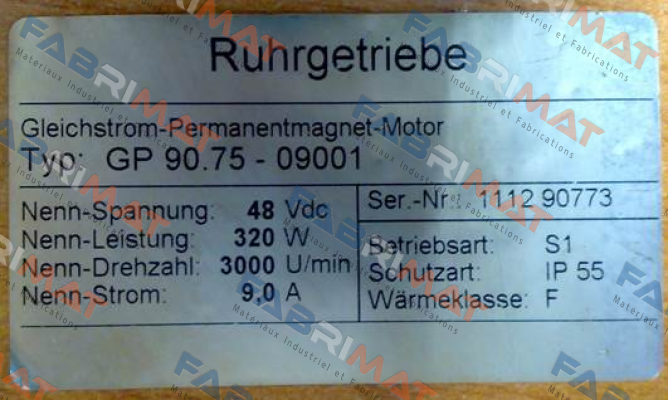 Ruhrgetriebe
Gleichstrom-Permanentmagnet-Motor
Typ: GP 90.75 - 09001
Nenn-Spannung: 48 Vdc
Nenn-Leistung: 320 W
Nenn-Drehzahl: 3000 U/min
Nenn-Strom: 9,0 A
Ser.-Nr.: 1112 90773
Betriebsart: S1
Schutzart: IP 55
Wärmeklasse: F
FABRIMAT
Materiaux Industriel et Fabrications